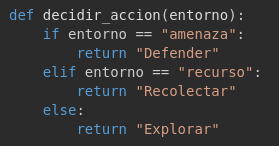 def decidir_accion(entorno):
    if entorno == "amenaza":
        return "Defender"
    elif entorno == "recurso":
        return "Recolectar"
    else:
        return "Explorar"